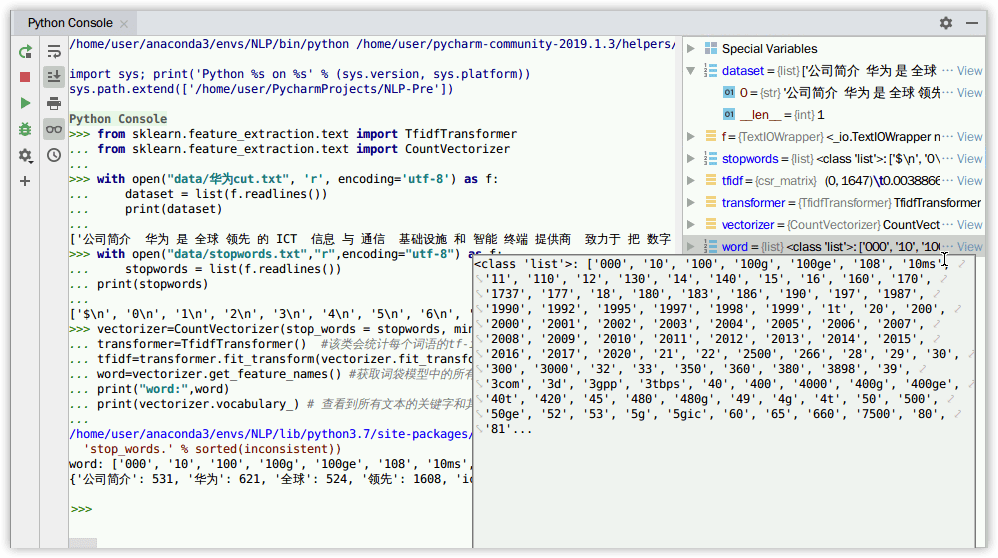 Python Console ×
/home/user/anaconda3/envs/NLP/bin/python /home/user/pycharm-community-2019.1.3/helpers/
import sys; print('Python %s on %s' % (sys.version, sys.platform))
sys.path.extend(['/home/user/PycharmProjects/NLP-Pre'])
Python Console
>>> from sklearn.feature_extraction.text import TfidfTransformer
... from sklearn.feature_extraction.text import CountVectorizer
...
>>> with open("data/华为cut.txt", 'r', encoding='utf-8') as f:
...     dataset = list(f.readlines())
...     print(dataset)
...
['公司简介  华为 是 全球 领先 的 ICT  信息 与 通信  基础设施 和 智能 终端 提供商  致力于 把 数字
>>> with open("data/stopwords.txt","r",encoding="utf-8") as f:
...     stopwords = list(f.readlines())
... print(stopwords)
...
['$\n', '0\n', '1\n', '2\n', '3\n', '4\n', '5\n', '6\n',
>>> vectorizer=CountVectorizer(stop_words = stopwords, min
... transformer=TfidfTransformer()  #该类会统计每个词语的tf-
... tfidf=transformer.fit_transform(vectorizer.fit_transfo
... word=vectorizer.get_feature_names() #获取词袋模型中的所有
... print("word:",word)
... print(vectorizer.vocabulary_) # 查看到所有文本的关键字和其
...
/home/user/anaconda3/envs/NLP/lib/python3.7/site-packages/
'stop_words.' % sorted(inconsistent))
word: ['000', '10', '100', '100g', '100ge', '108', '10ms',
{'公司简介': 531, '华为': 621, '全球': 524, '领先': 1608, 'ic
>>>
Special Variables
dataset = {list} ['公司简介  华为 是 全球 ··· View
0 = {str} '公司简介  华为 是 全球 领先 ··· View
__len__ = {int} 1
f = {TextIOWrapper} <_io.TextIOWrapper n ··· View
stopwords = {list} <class 'list'>: ['$\n', '0\ ··· View
tfidf = {csr_matrix}  (0, 1647)\t0.0038866 ··· View
transformer = {TfidfTransformer} TfidfTransformer
vectorizer = {CountVectorizer} CountVect ··· View
word = {list} <class 'list'>: ['000', '10', '10 ··· View
<class 'list'>: ['000', '10', '100', '100g', '100ge', '108', '10ms',
'11', '110', '12', '130', '14', '140', '15', '16', '160', '170',
'1737', '177', '18', '180', '183', '186', '190', '197', '1987',
'1990', '1992', '1995', '1997', '1998', '1999', '1t', '20', '200',
'2000', '2001', '2002', '2003', '2004', '2005', '2006', '2007',
'2008', '2009', '2010', '2011', '2012', '2013', '2014', '2015',
'2016', '2017', '2020', '21', '22', '2500', '266', '28', '29', '30',
'300', '3000', '32', '33', '350', '360', '380', '3898', '39',
'3com', '3d', '3gpp', '3tbps', '40', '400', '4000', '400g', '400ge',
'40t', '420', '45', '480', '480g', '49', '4g', '4t', '50', '500',
'50ge', '52', '53', '5g', '5gic', '60', '65', '660', '7500', '80',
'81'...